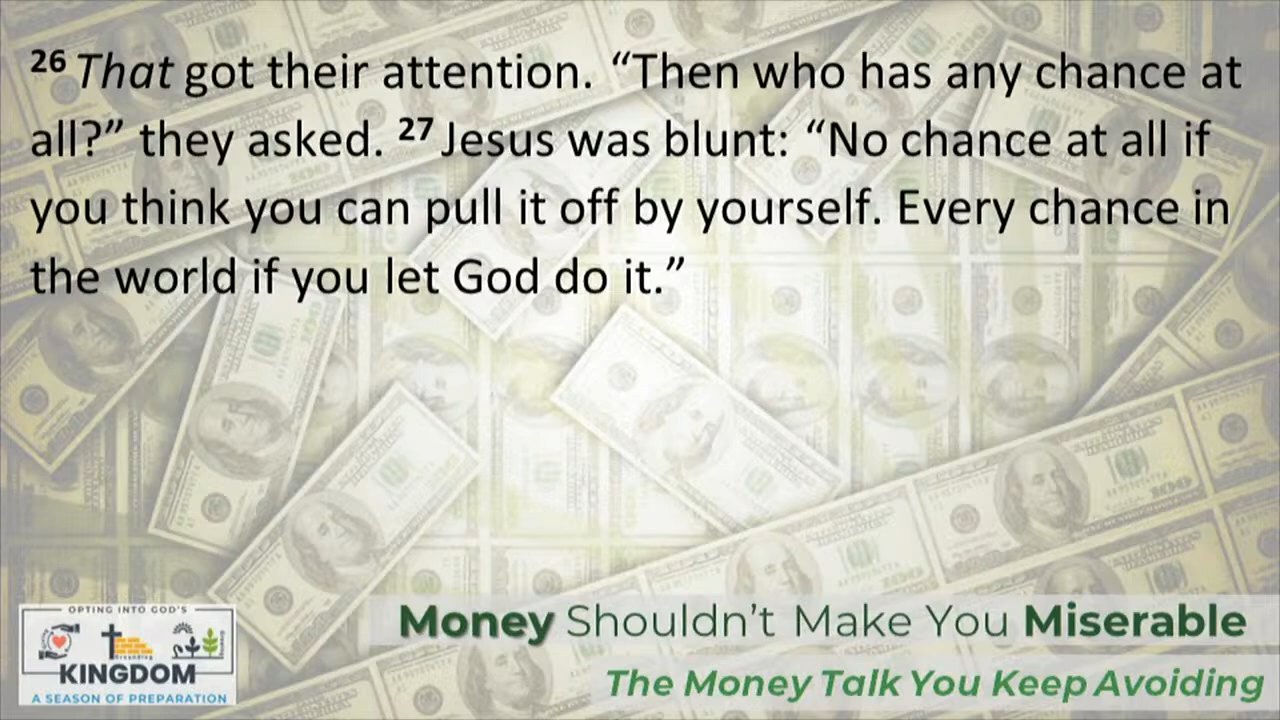 26 That got their attention. “Then who has any chance at
all?” they asked. 27 Jesus was blunt: “No chance at all if
you think you can pull it off by yourself. Every chance in
the world if you let God do it.”
OPTING INTO GOD'S
KINGDOM
A SEASON OF PREPARATION
Money Shouldn't Make You Miserable
The Money Talk You Keep Avoiding